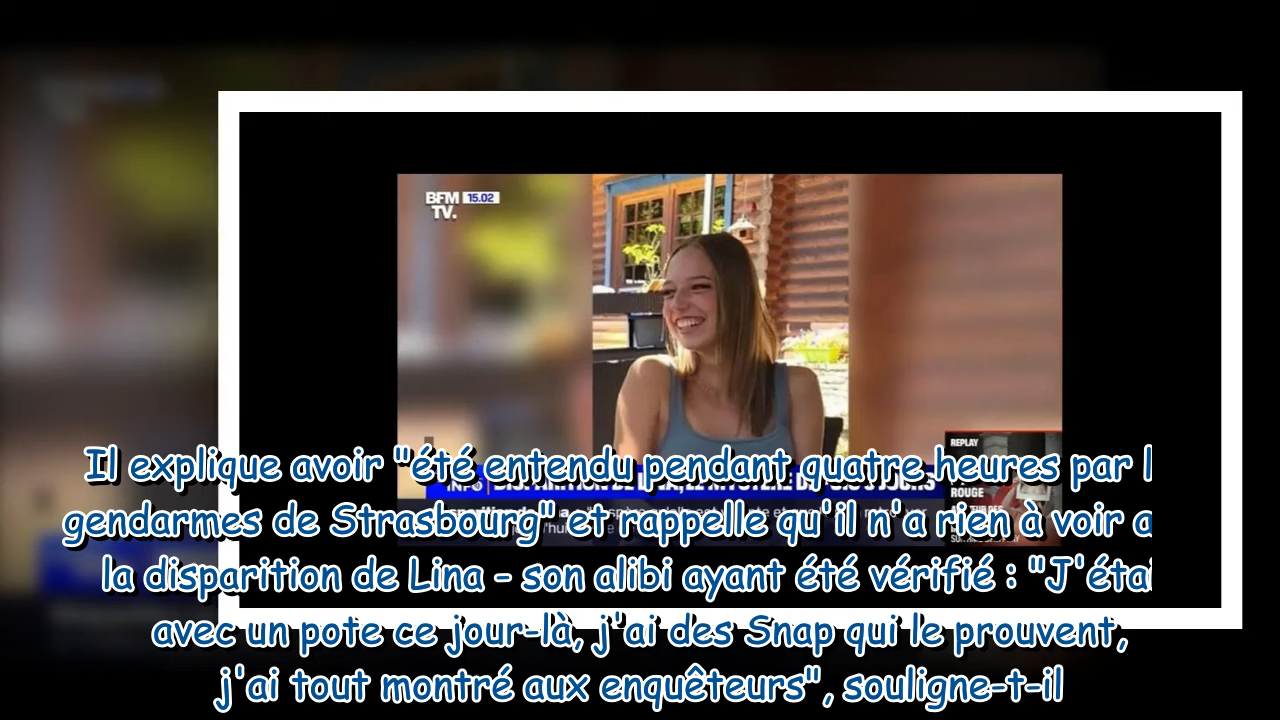 BFM 15.02
TV.
REPLAY
ROUGE
Il explique avoir "été entendu pendant quatre heures par l
gendarmes de Strasbourg" et rappelle qu'il n'a rien à voir a
la disparition de Lina - son alibi ayant été vérifié : "J'étai
avec un pote ce jour-là, j'ai des Snap qui le prouvent,
j'ai tout montré aux enquêteurs", souligne-t-il